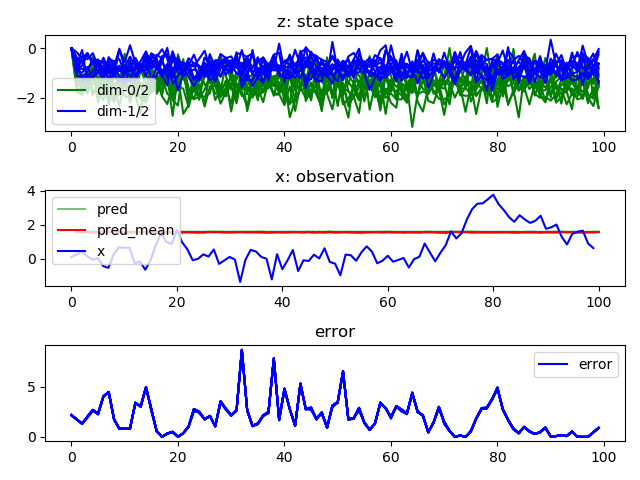 z: state space
0
−2
dim-0/2
dim-1/2
0 20 40 60 80 100
x: observation
4
2
0
pred
pred_mean
x
0 20 40 60 80 100
error
5
0
error
0 20 40 60 80 100